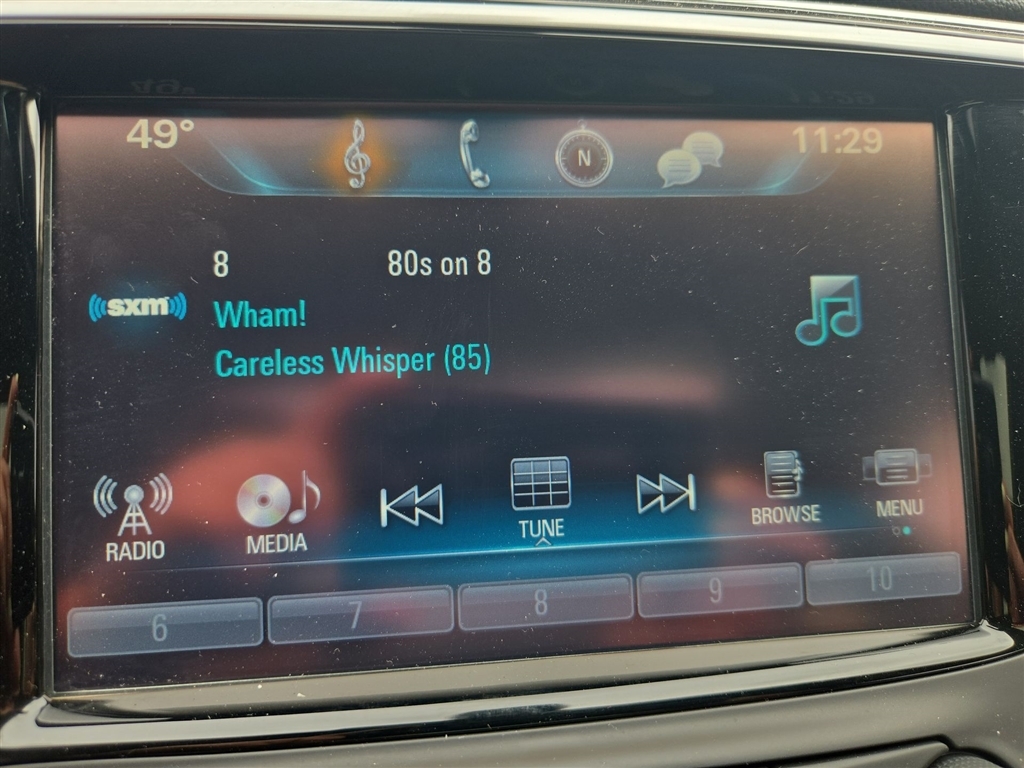 49° 11:29
N
8 80s on 8
sxm
Wham!
Careless Whisper (85)
RADIO MEDIA TUNE BROWSE MENU
6 7 8 9 10